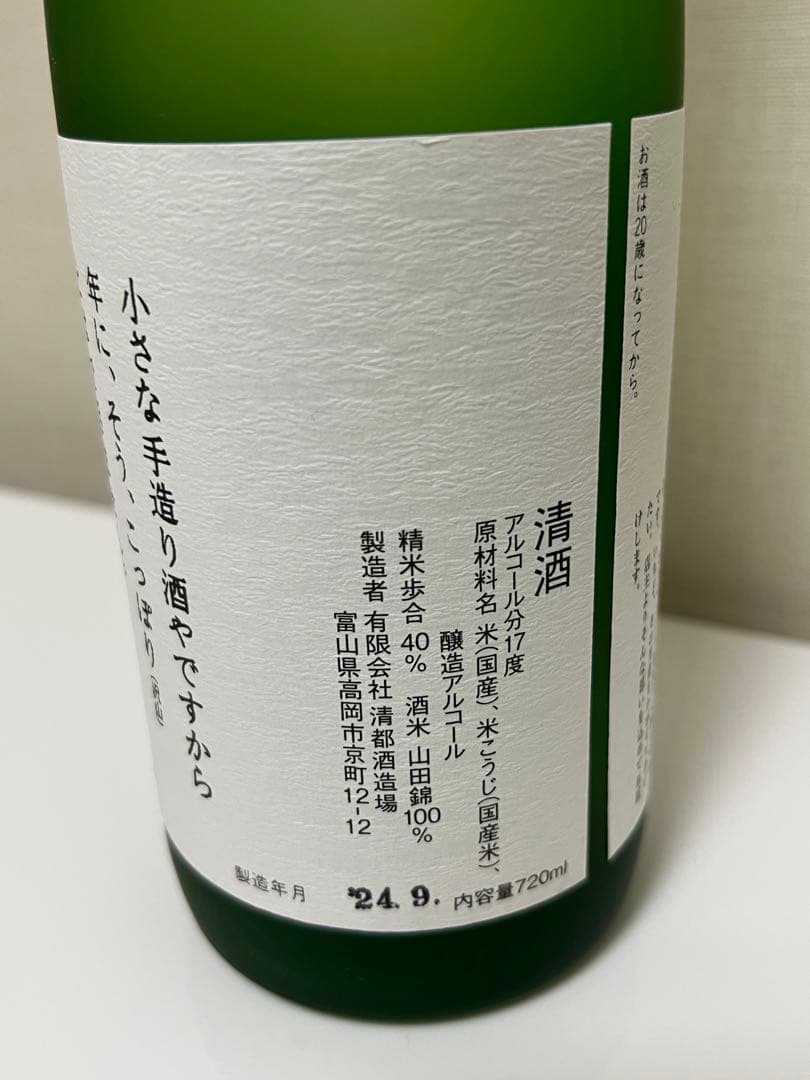 お酒は20歳になってから。
けします。
清酒
アルコール分17度
原材料名 米(国産)、米こうじ(国産米)、
醸造アルコール
精米歩合 40% 酒米 山田錦100%
製造者 有限会社 清都酒造場
富山県高岡市京町12-12
小さな手造り酒やですから
年に、そう、こっぽり
製造年月 24.9. 内容量720ml